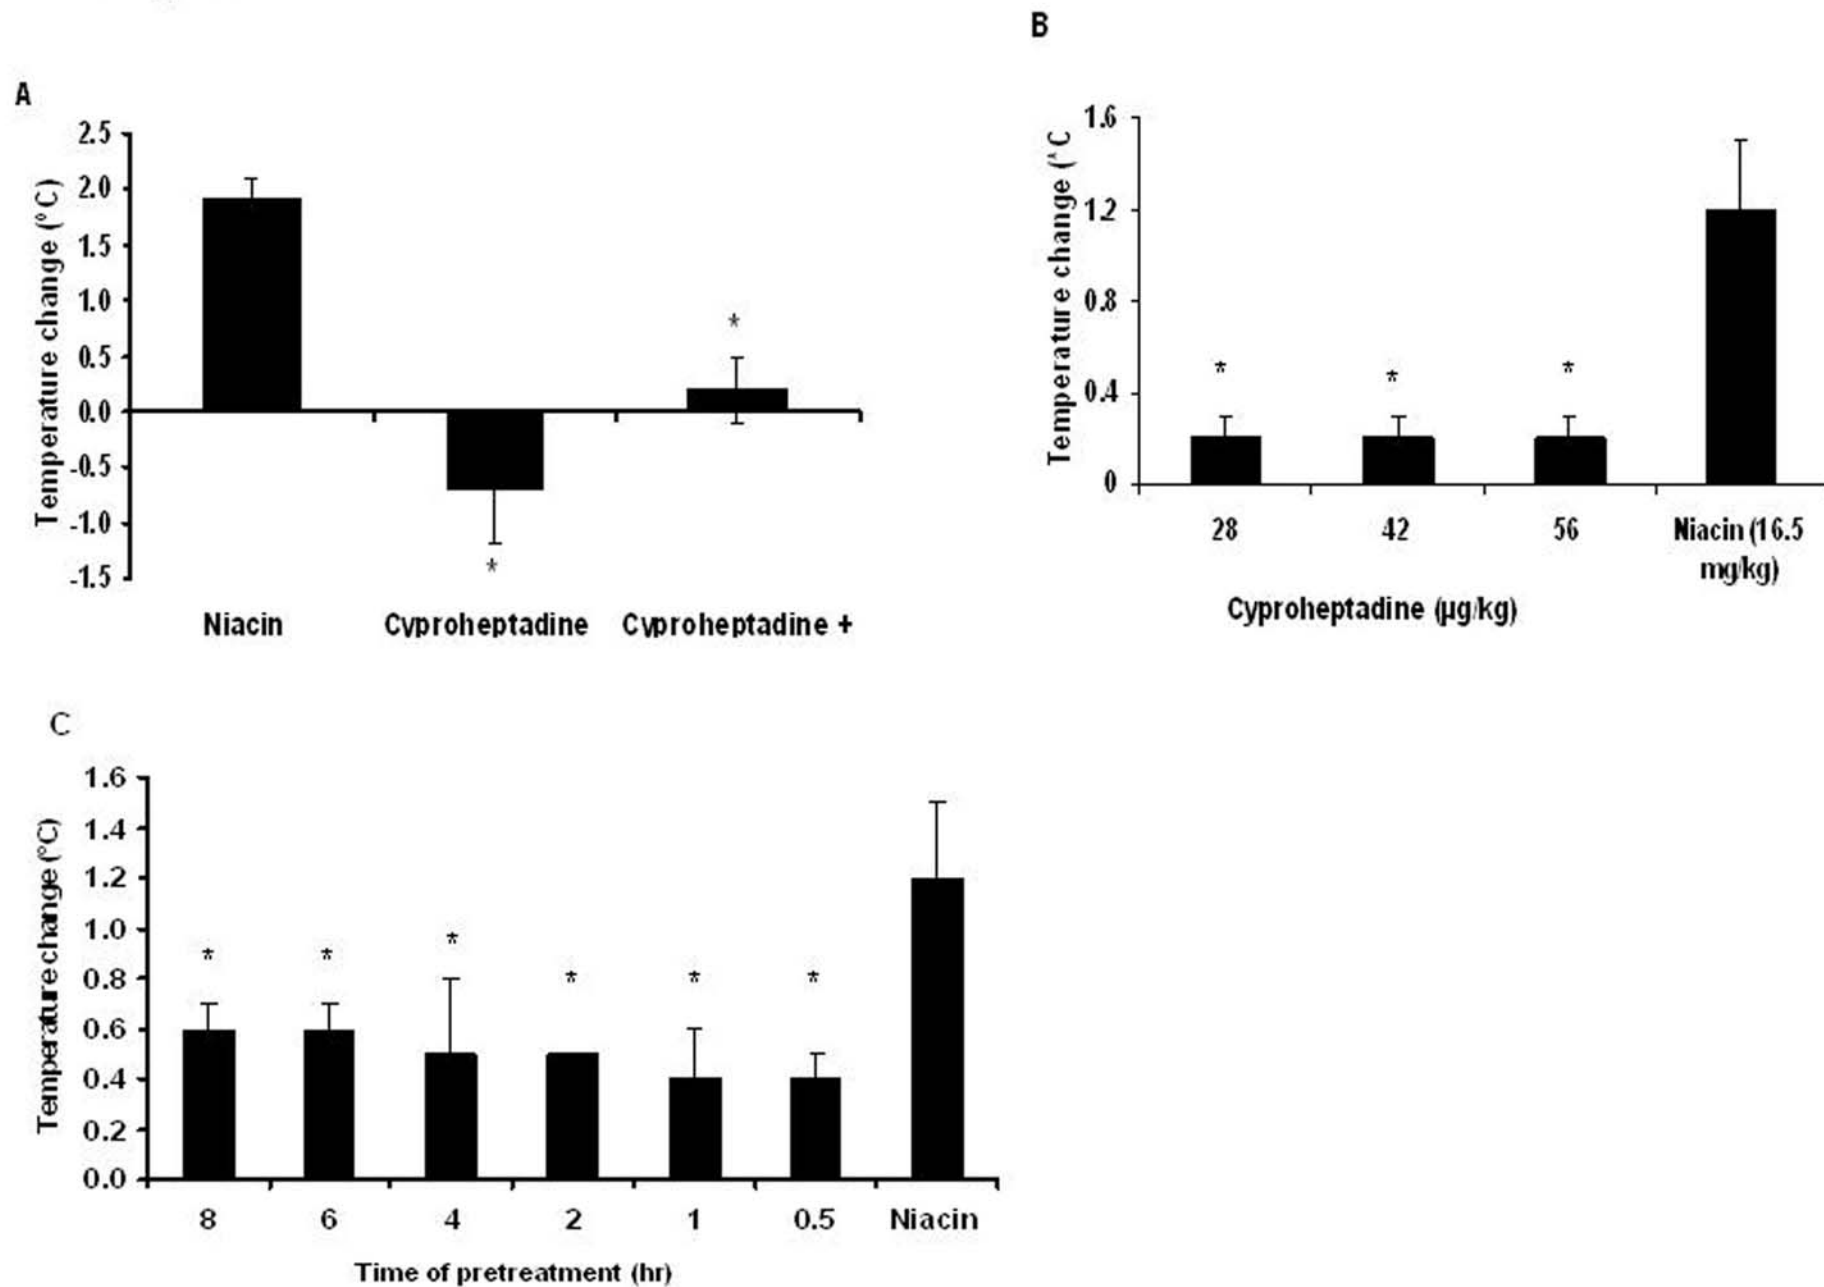 B
A
2.5
2.0
1.5
1.0
0.5
0.0
-0.5
-1.0
-1.5
Temperature change (°C)
*
*
Niacin Cyproheptadine Cyproheptadine +
1.6
1.2
0.8
0.4
0
Temperature change (°C
* * *
28 42 56 Niacin (16.5
mg/kg)
Cyproheptadine (µg/kg)
C
1.6
1.4
1.2
1.0
0.8
0.6
0.4
0.2
0.0
Temperature change (°C)
* * * * * *
8 6 4 2 1 0.5 Niacin
Time of pretreatment (hr)